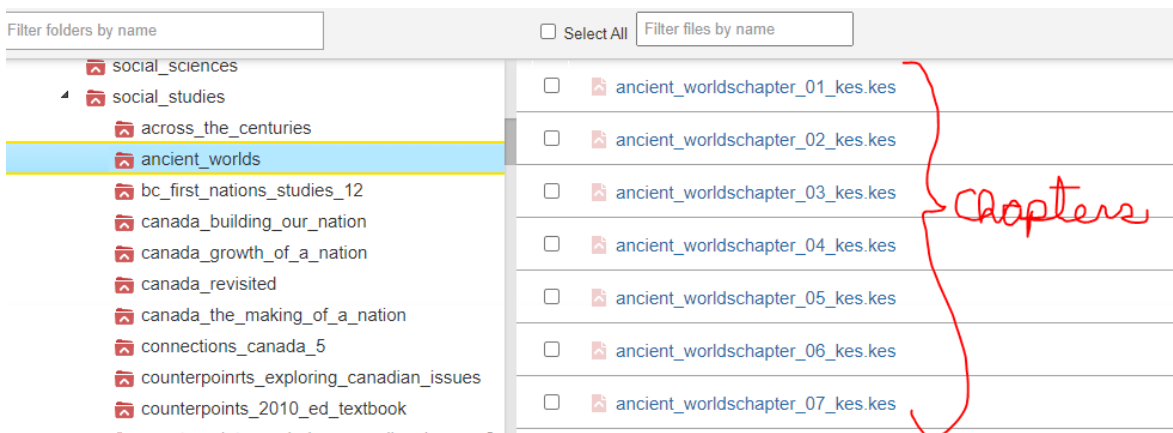 Filter folders by name
Select All Filter files by name
social_sciences
social_studies
across_the_centuries
ancient_worlds
bc_first_nations_studies_12
canada_building_our_nation
canada_growth_of_a_nation
canada_revisited
canada_the_making_of_a_nation
connections_canada_5
counterpoinrts_exploring_canadian_issues
counterpoints_2010_ed_textbook
ancient_worldschapter_01_kes.kes
ancient_worldschapter_02_kes.kes
ancient_worldschapter_03_kes.kes
ancient_worldschapter_04_kes.kes
ancient_worldschapter_05_kes.kes
ancient_worldschapter_06_kes.kes
ancient_worldschapter_07_kes.kes
Chapters